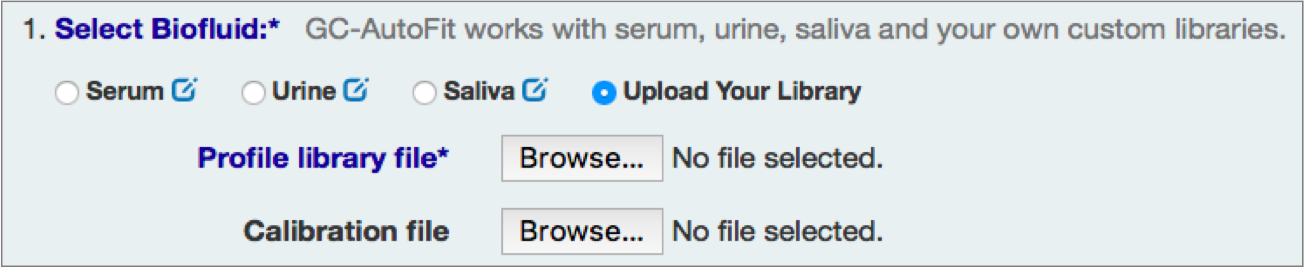 1. Select Biofluid:* GC-AutoFit works with serum, urine, saliva and your own custom libraries.
Serum Urine Saliva Upload Your Library
Profile library file* Browse... No file selected.
Calibration file Browse... No file selected.